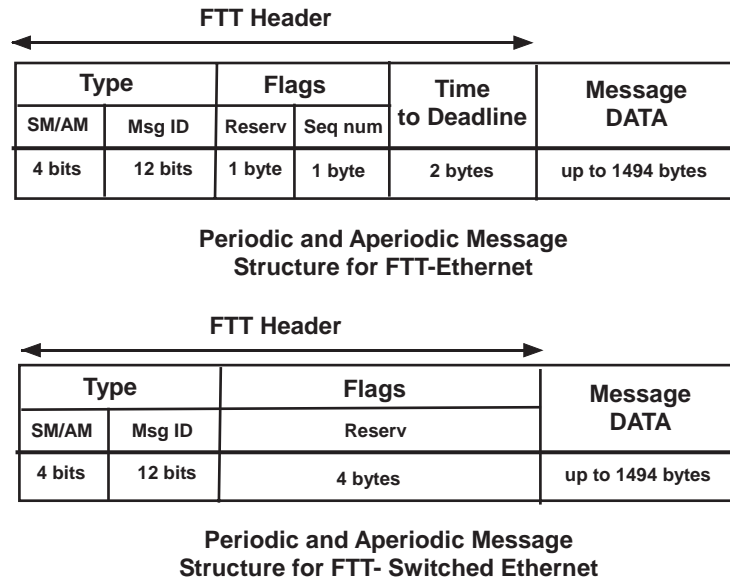 FTT Header
Type Flags Time to Deadline Message DATA
SM/AM Msg ID Reserv Seq num
4 bits 12 bits 1 byte 1 byte 2 bytes up to 1494 bytes
Periodic and Aperiodic Message
Structure for FTT-Ethernet
FTT Header
Type Flags Message DATA
SM/AM Msg ID Reserv
4 bits 12 bits 4 bytes up to 1494 bytes
Periodic and Aperiodic Message
Structure for FTT- Switched Ethernet